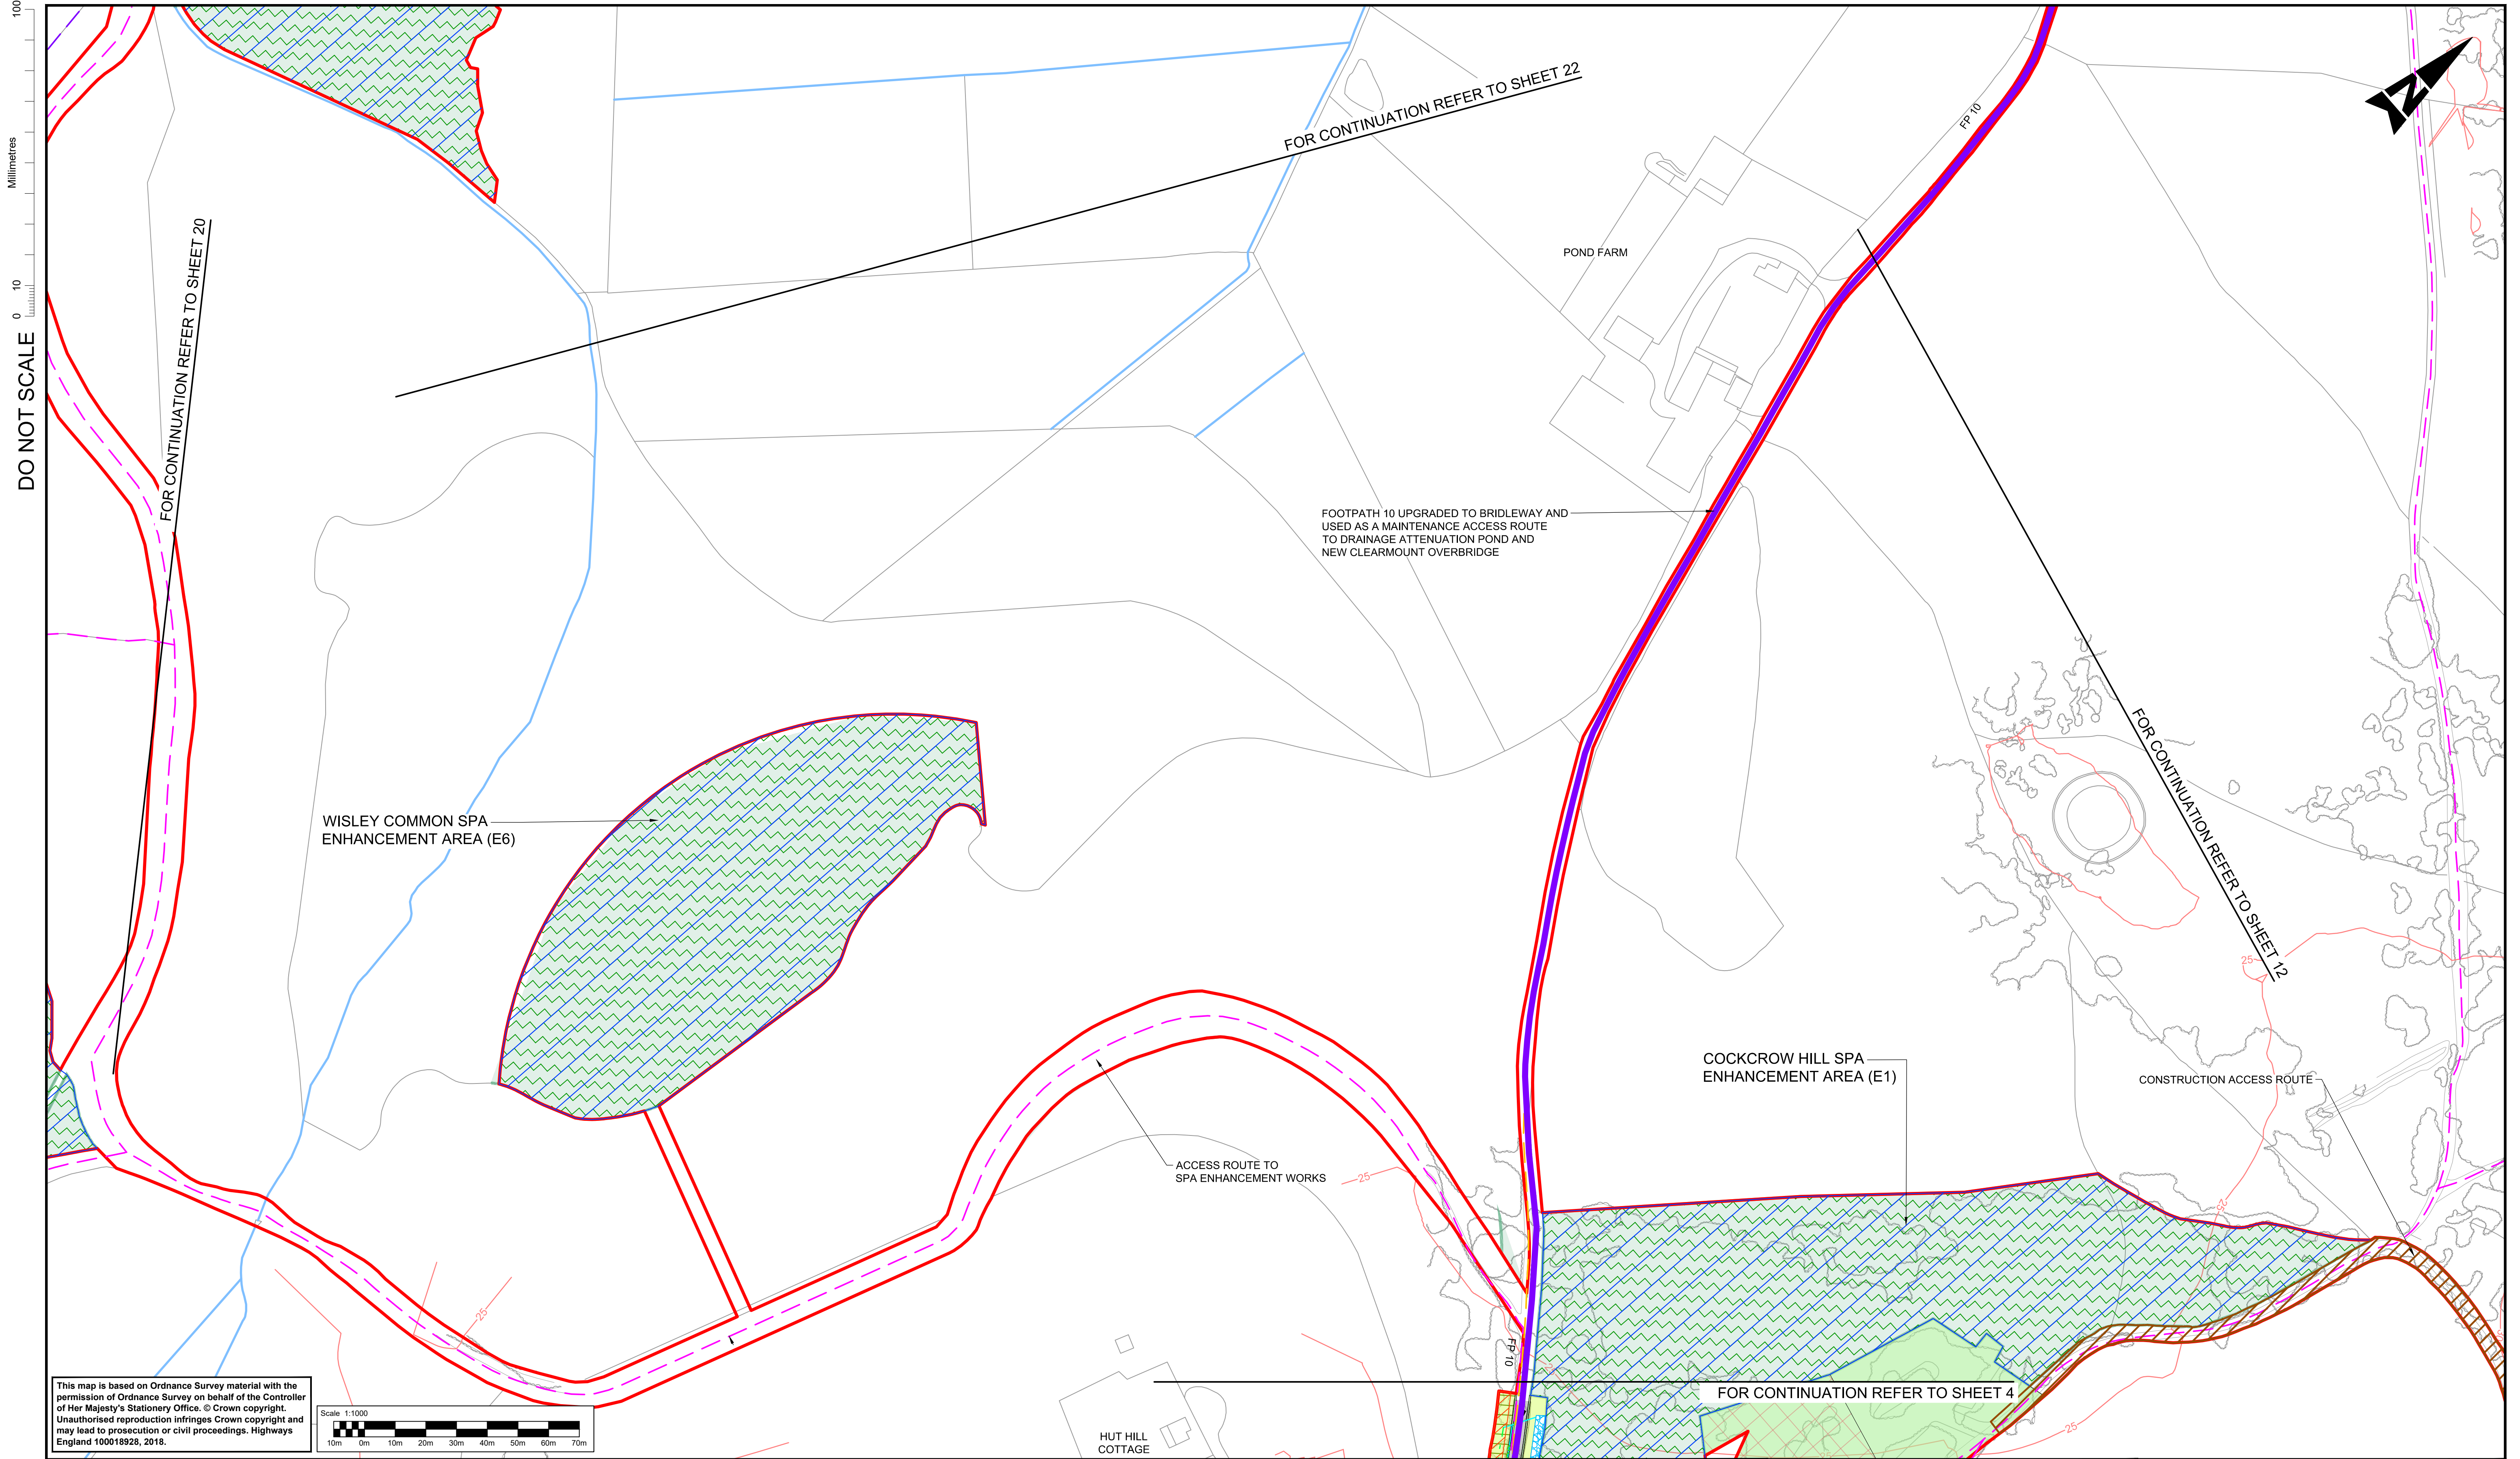 100
Millimetres
10
0
DO NOT SCALE
FOR CONTINUATION REFER TO SHEET 20
FOR CONTINUATION REFER TO SHEET 22
FP 10
N
POND FARM
FOOTPATH 10 UPGRADED TO BRIDLEWAY AND
USED AS A MAINTENANCE ACCESS ROUTE
TO DRAINAGE ATTENUATION POND AND
NEW CLEARMOUNT OVERBRIDGE
FOR CONTINUATION REFER TO SHEET 12
WISLEY COMMON SPA
ENHANCEMENT AREA (E6)
25
COCKCROW HILL SPA
ENHANCEMENT AREA (E1)
CONSTRUCTION ACCESS ROUTE
ACCESS ROUTE TO
SPA ENHANCEMENT WORKS
25
25
25
FP 10
FOR CONTINUATION REFER TO SHEET 4
25
HUT HILL
COTTAGE
This map is based on Ordnance Survey material with the
permission of Ordnance Survey on behalf of the Controller
of Her Majesty's Stationery Office. © Crown copyright.
Unauthorised reproduction infringes Crown copyright and
may lead to prosecution or civil proceedings. Highways
England 100018928, 2018.
Scale 1:1000
10m 0m 10m 20m 30m 40m 50m 60m 70m